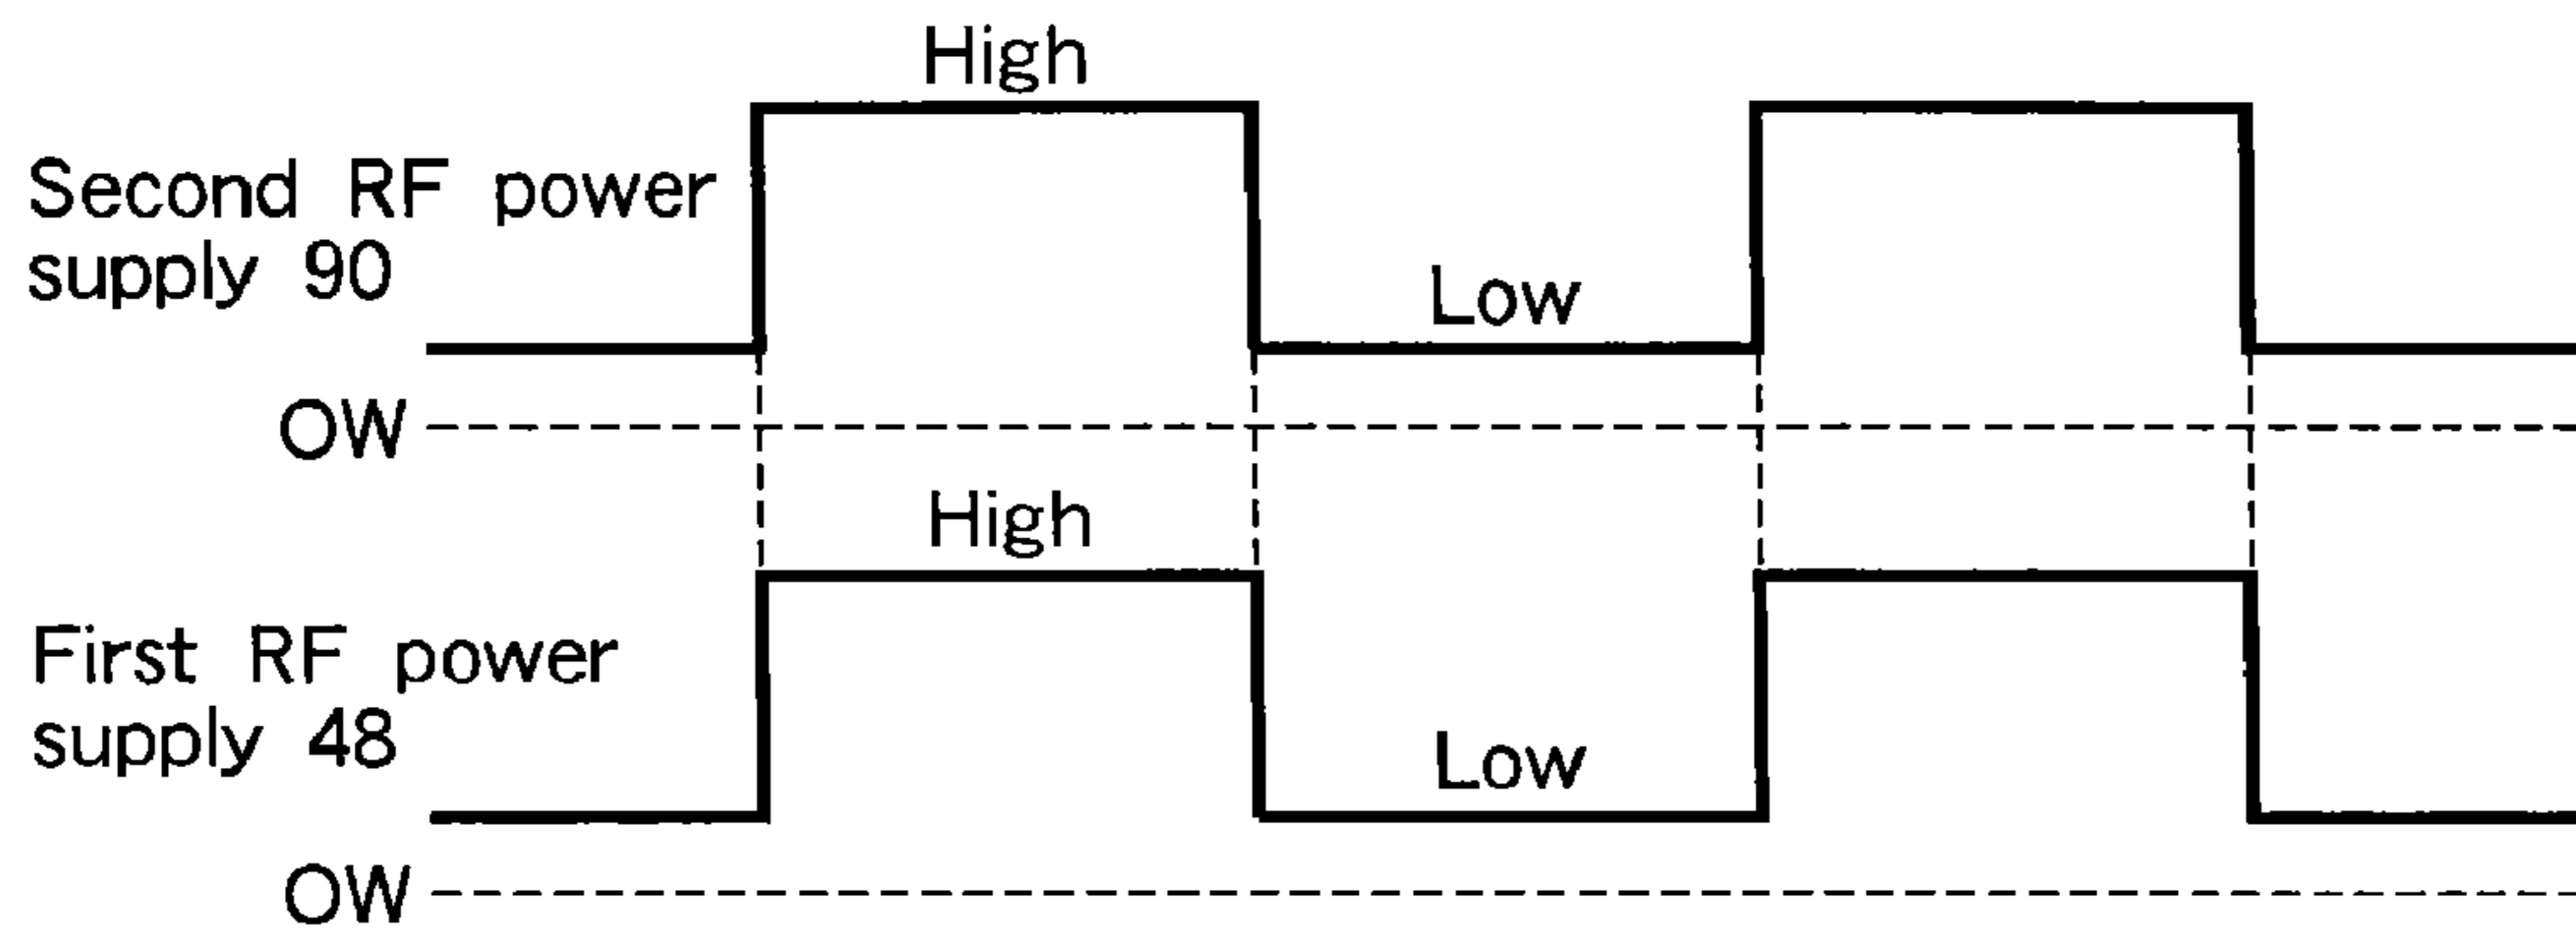 High
Second RF power
supply 90
Low
OW
High
First RF power
supply 48
Low
OW